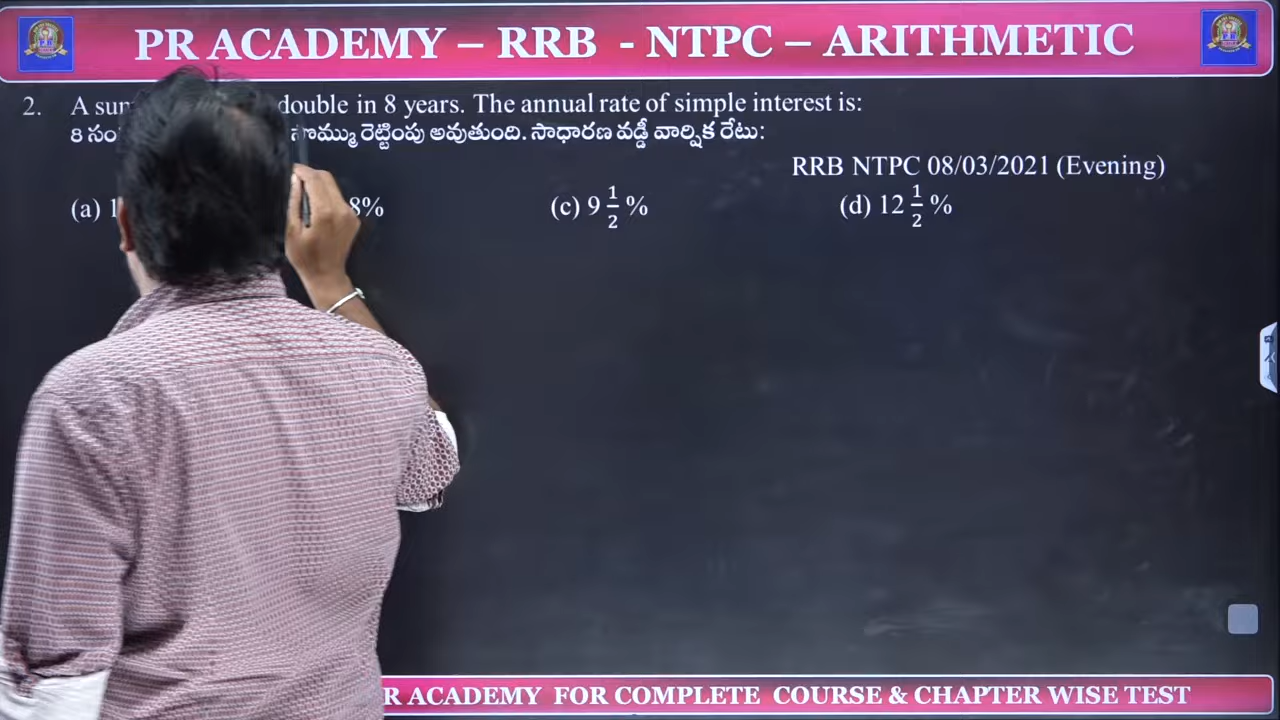 PR ACADEMY – RRB - NTPC – ARITHMETIC
2. A double in 8 years. The annual rate of simple interest is:
8 రెట్టింపు అవుతుంది. సాధారణ వడ్డీ వార్షిక రేటు:
RRB NTPC 08/03/2021 (Evening)
(a) 8% (c) 9 1/2 % (d) 12 1/2 %
ACADEMY FOR COMPLETE COURSE & CHAPTER WISE TEST